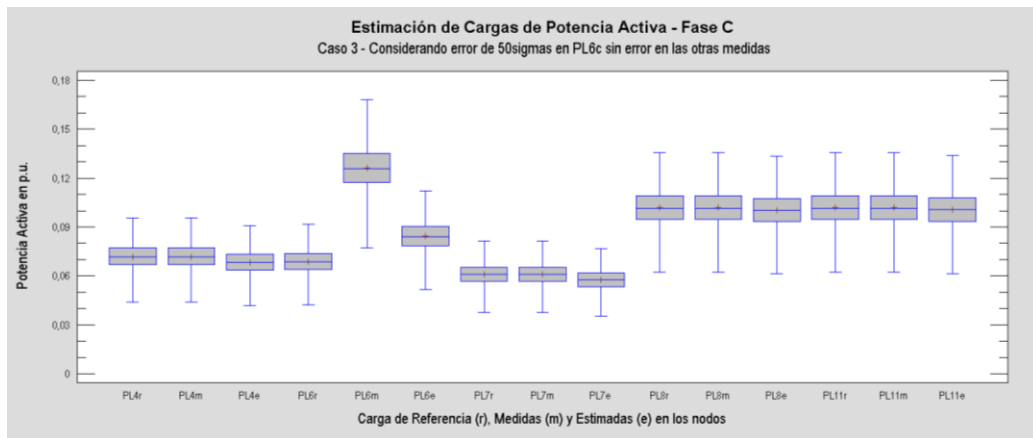 Estimación de Cargas de Potencia Activa - Fase C
Caso 3 - Considerando error de 50sigmas en PL6c sin error en las otras medidas
Potencia Activa en p.u.
0,18
0,15
0,12
0,09
0,06
0,03
0
PL4r PL4m PL4e PL6r PL6m PL6e PL7r PL7m PL7e PL8r PL8m PL8e PL11r PL11m PL11e
Carga de Referencia (r), Medidas (m) y Estimadas (e) en los nodos